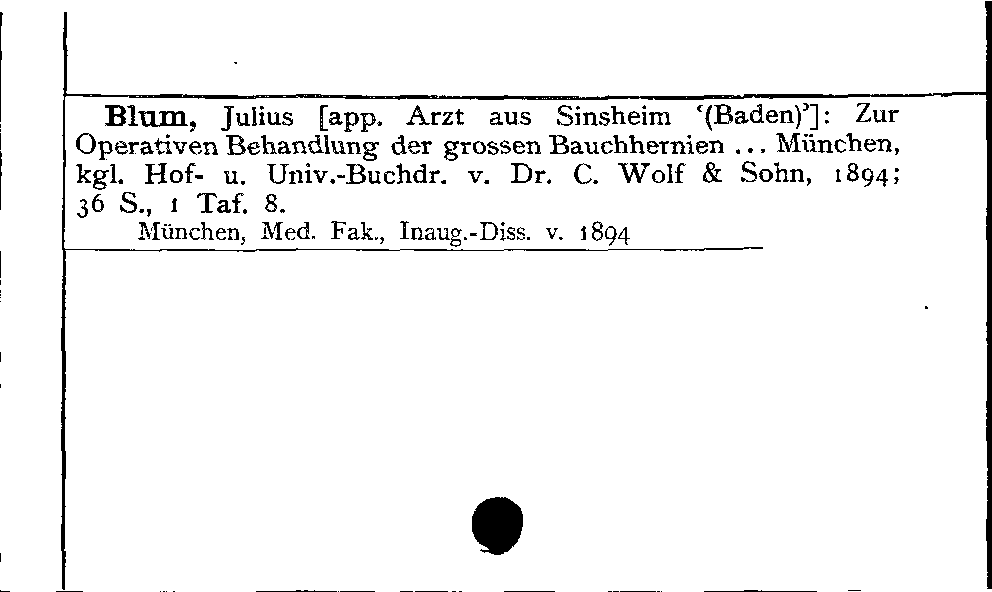 Blum, Julius [app. Arzt aus Sinsheim ‘(Baden)’]: Zur
Operativen Behandlung der grossen Bauchhernien ... München,
kgl. Hof- u. Univ.-Buchdr. v. Dr. C. Wolf & Sohn, 1894;
36 S., 1 Taf. 8.
München, Med. Fak., Inaug.-Diss. v. 1894